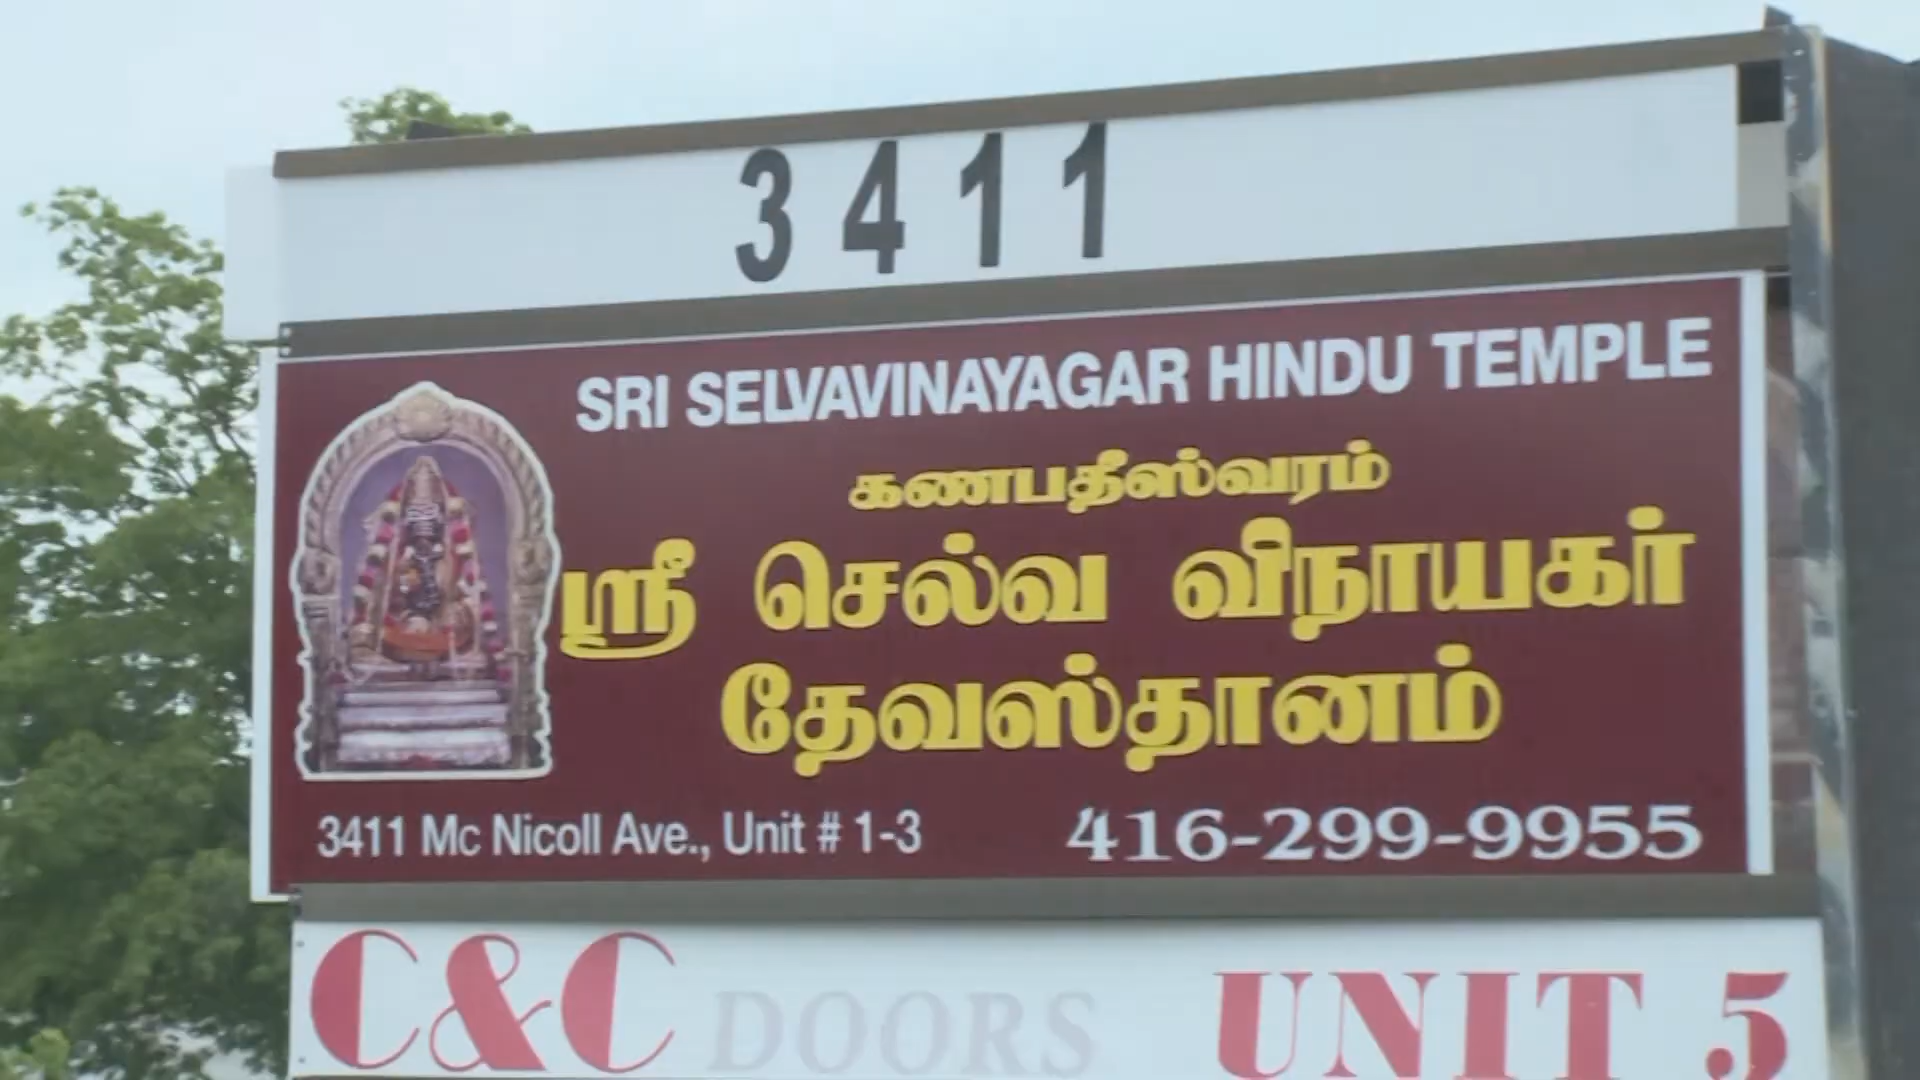 3411
SRI SELVAVINAYAGAR HINDU TEMPLE
கணபதீஸ்வரம்
ஸ்ரீ செல்வ விநாயகர்
தேவஸ்தானம்
3411 Mc Nicoll Ave., Unit # 1-3 416-299-9955
C&C DOORS UNIT 5